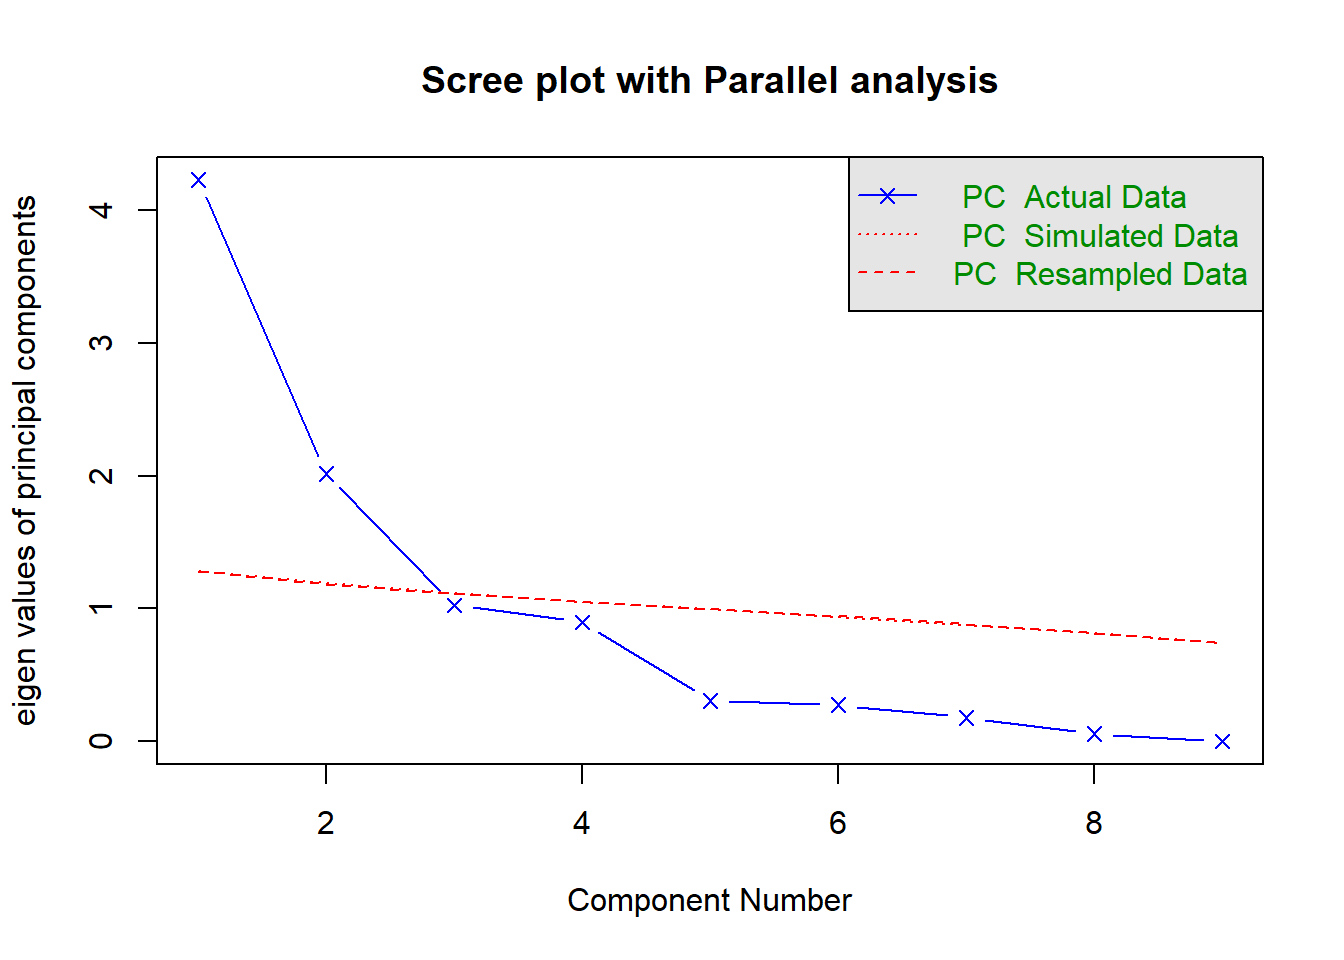 Scree plot with Parallel analysis
eigen values of principal components
4
3
2
1
0
PC Actual Data
PC Simulated Data
PC Resampled Data
2
4
6
8
Component Number